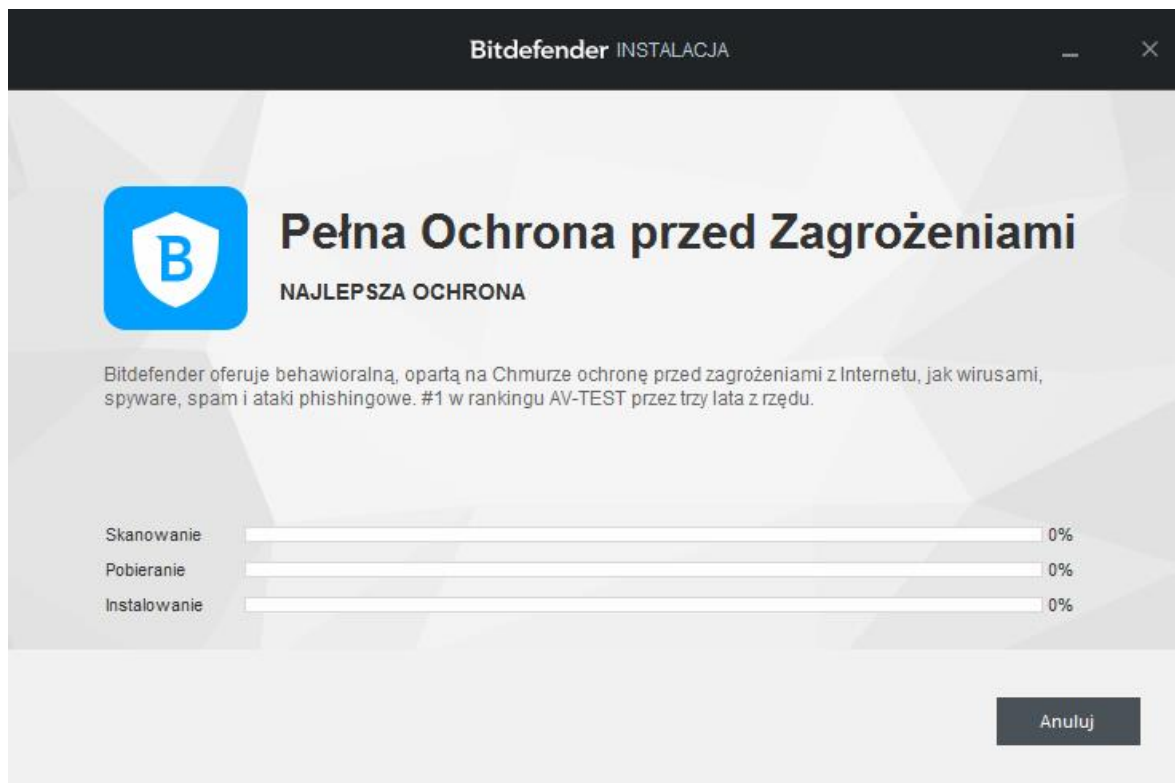 Bitdefender INSTALACJA
B
Pełna Ochrona przed Zagrożeniami
NAJLEPSZA OCHRONA
Bitdefender oferuje behawioralną, opartą na Chmurze ochronę przed zagrożeniami z Internetu, jak wirusami,
spyware, spam i ataki phishingowe. #1 w rankingu AV-TEST przez trzy lata z rzędu.
Skanowanie 0%
Pobieranie 0%
Instalowanie 0%
Anuluj